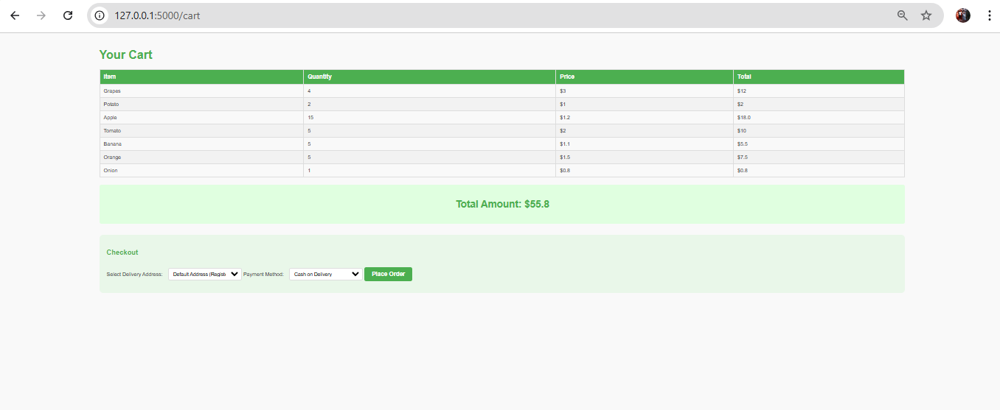 127.0.0.1:5000/cart
Your Cart
Item Quantity Price Total
Grapes 4 $3 $12
Potato 2 $1 $2
Apple 15 $1.2 $18.0
Tomato 5 $2 $10
Banana 5 $1.1 $5.5
Orange 5 $1.5 $7.5
Onion 1 $0.8 $0.8
Total Amount: $55.8
Checkout
Select Delivery Address: Default Address (Regist Payment Method: Cash on Delivery Place Order